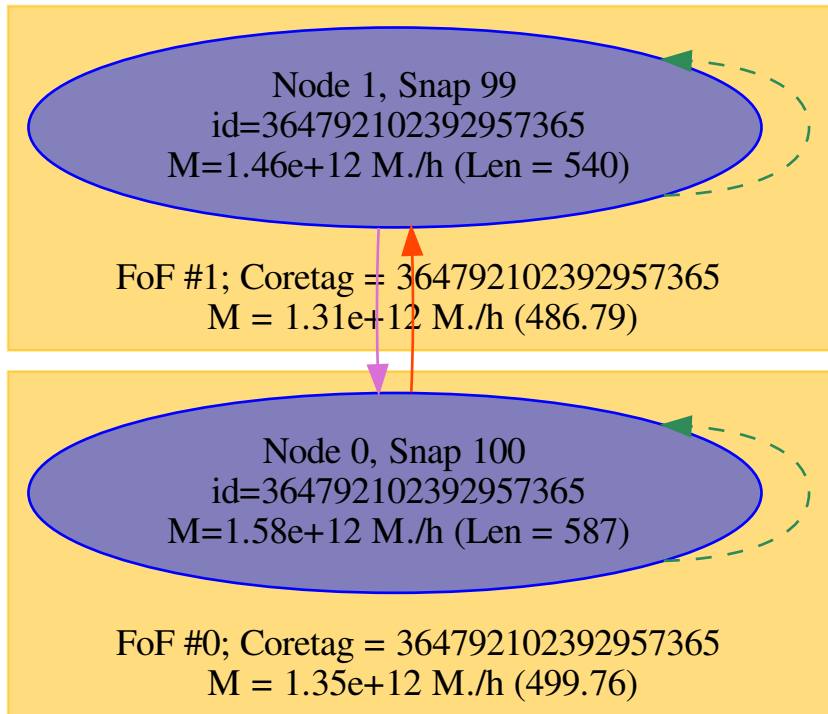 Node 1, Snap 99
id=364792102392957365
M=1.46e+12 M./h (Len = 540)
FoF #1; Coretag = 364792102392957365
M = 1.31e+12 M./h (486.79)
Node 0, Snap 100
id=364792102392957365
M=1.58e+12 M./h (Len = 587)
FoF #0; Coretag = 364792102392957365
M = 1.35e+12 M./h (499.76)